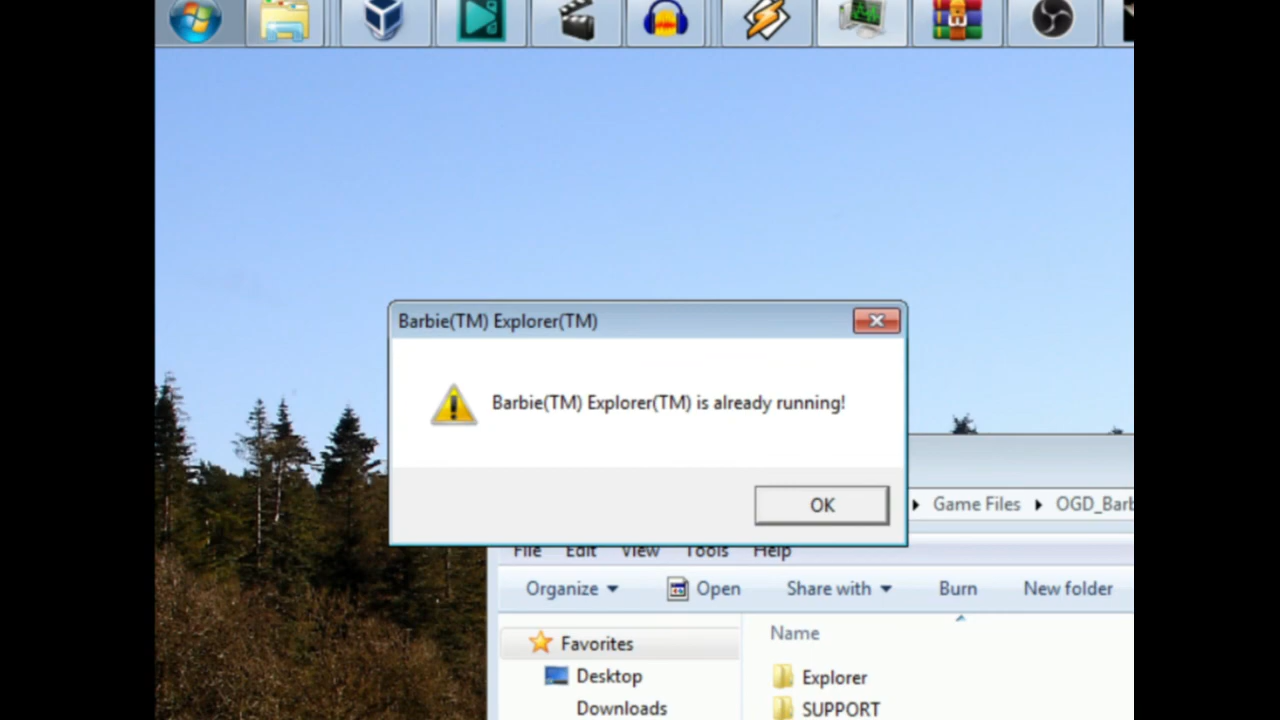 Barbie(TM) Explorer(TM)
Barbie(TM) Explorer(TM) is already running!
OK
Game Files OGD_Barb
File Edit View Tools Help
Organize Open Share with Burn New folder
Favorites
Name
Desktop
Explorer
Downloads
SUPPORT